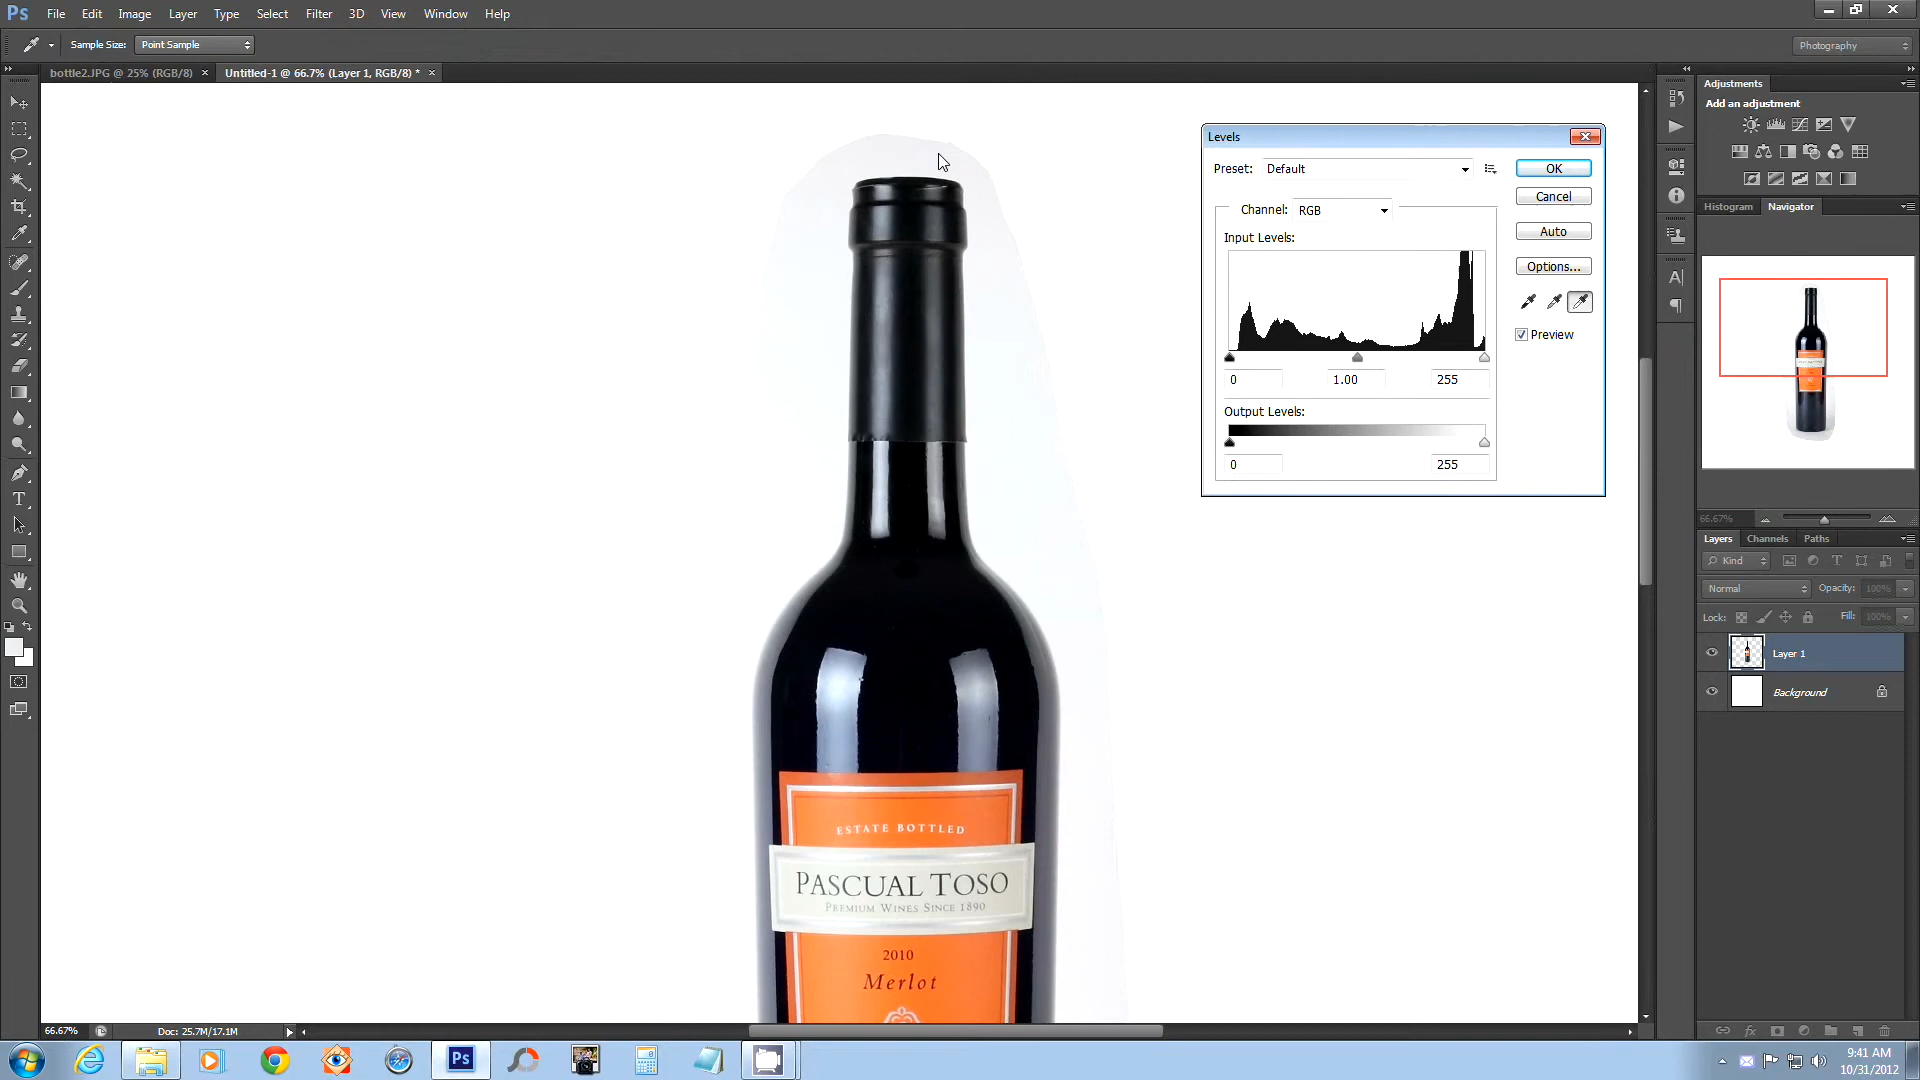 Ps File Edit Image Layer Type Select Filter 3D View Window Help
Sample Size: Point Sample
Photography
bottle2.JPG @ 25% (RGB/8) × Untitled-1 @ 66.7% (Layer 1, RGB/8) * ×
Levels
Preset: Default
OK
Cancel
Channel: RGB
Auto
Input Levels:
Options...
Preview
0 1.00 255
Output Levels:
0 255
ESTATE BOTTLED
PASCUAL TOSO
PREMIUM WINES SINCE 1890
2010
Merlot
Adjustments
Add an adjustment
Histogram Navigator
66.67%
Layers Channels Paths
Kind
Normal Opacity: 100%
Lock: Fill: 100%
Layer 1
Background
66.67% Doc: 25.7M/17.1M
Ps
9:41 AM
10/31/2012